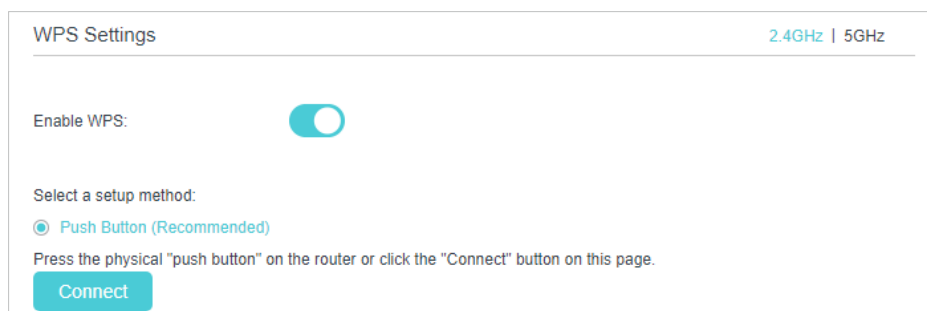 WPS Settings 2.4GHz | 5GHz
Enable WPS:
Select a setup method:
Push Button (Recommended)
Press the physical "push button" on the router or click the "Connect" button on this page.
Connect